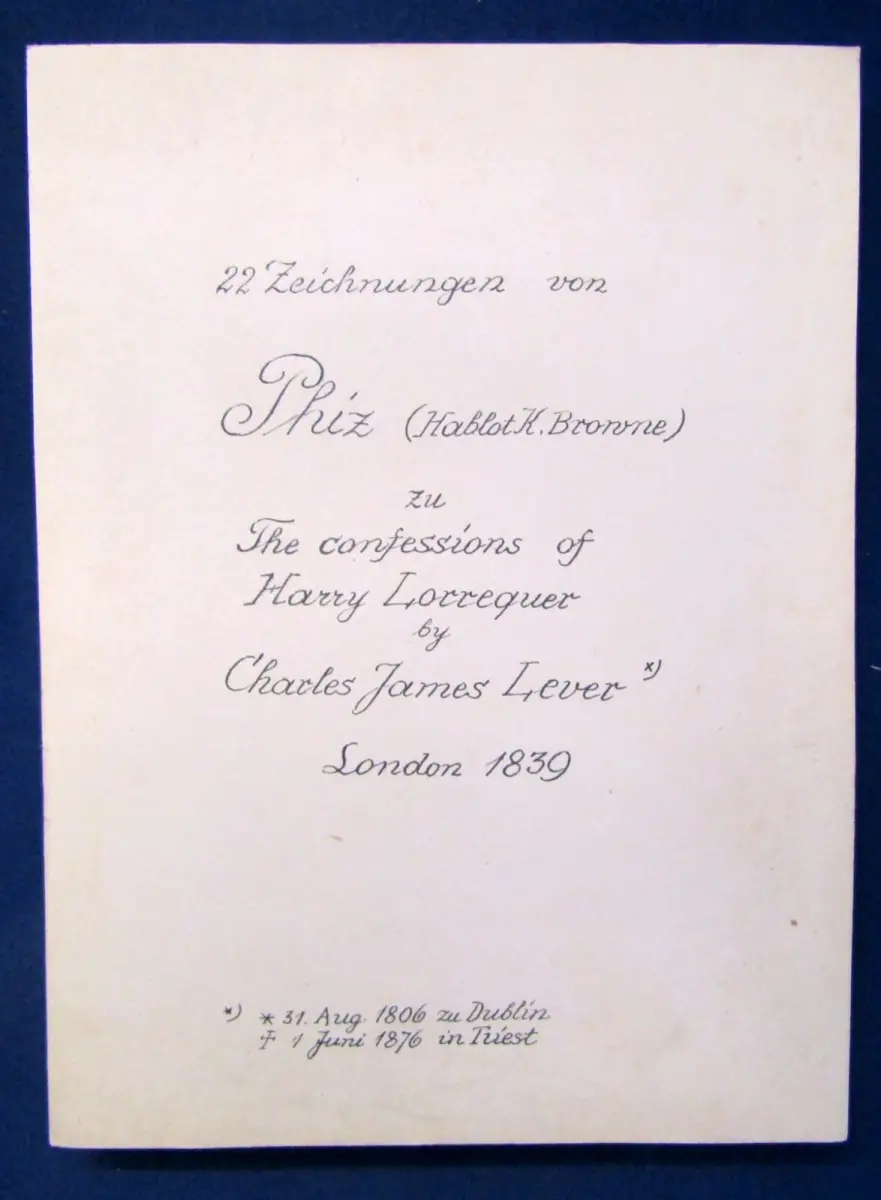 22 Zeichnungen von
Phiz (Hablot K. Browne)
zu
The confessions of
Harry Lorrequer
by
Charles James Lever *)
London 1839
*) * 31. Aug. 1806 zu Dublin
✝ 1 Juni 1876 in Triest